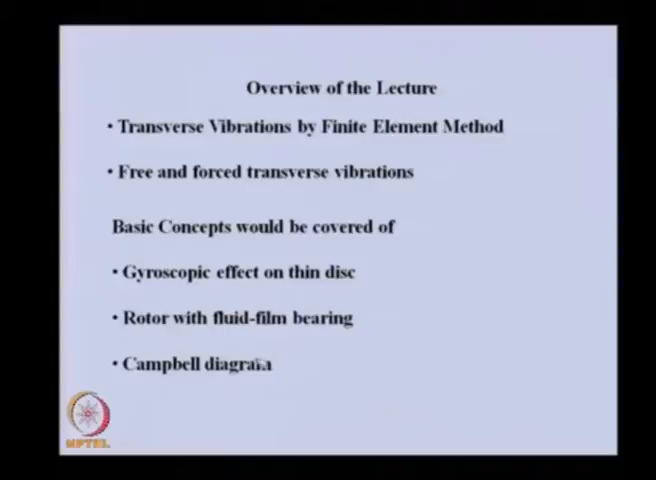 Overview of the Lecture
• Transverse Vibrations by Finite Element Method
• Free and forced transverse vibrations
Basic Concepts would be covered of
• Gyroscopic effect on thin disc
• Rotor with fluid-film bearing
• Campbell diagram
NPTEL